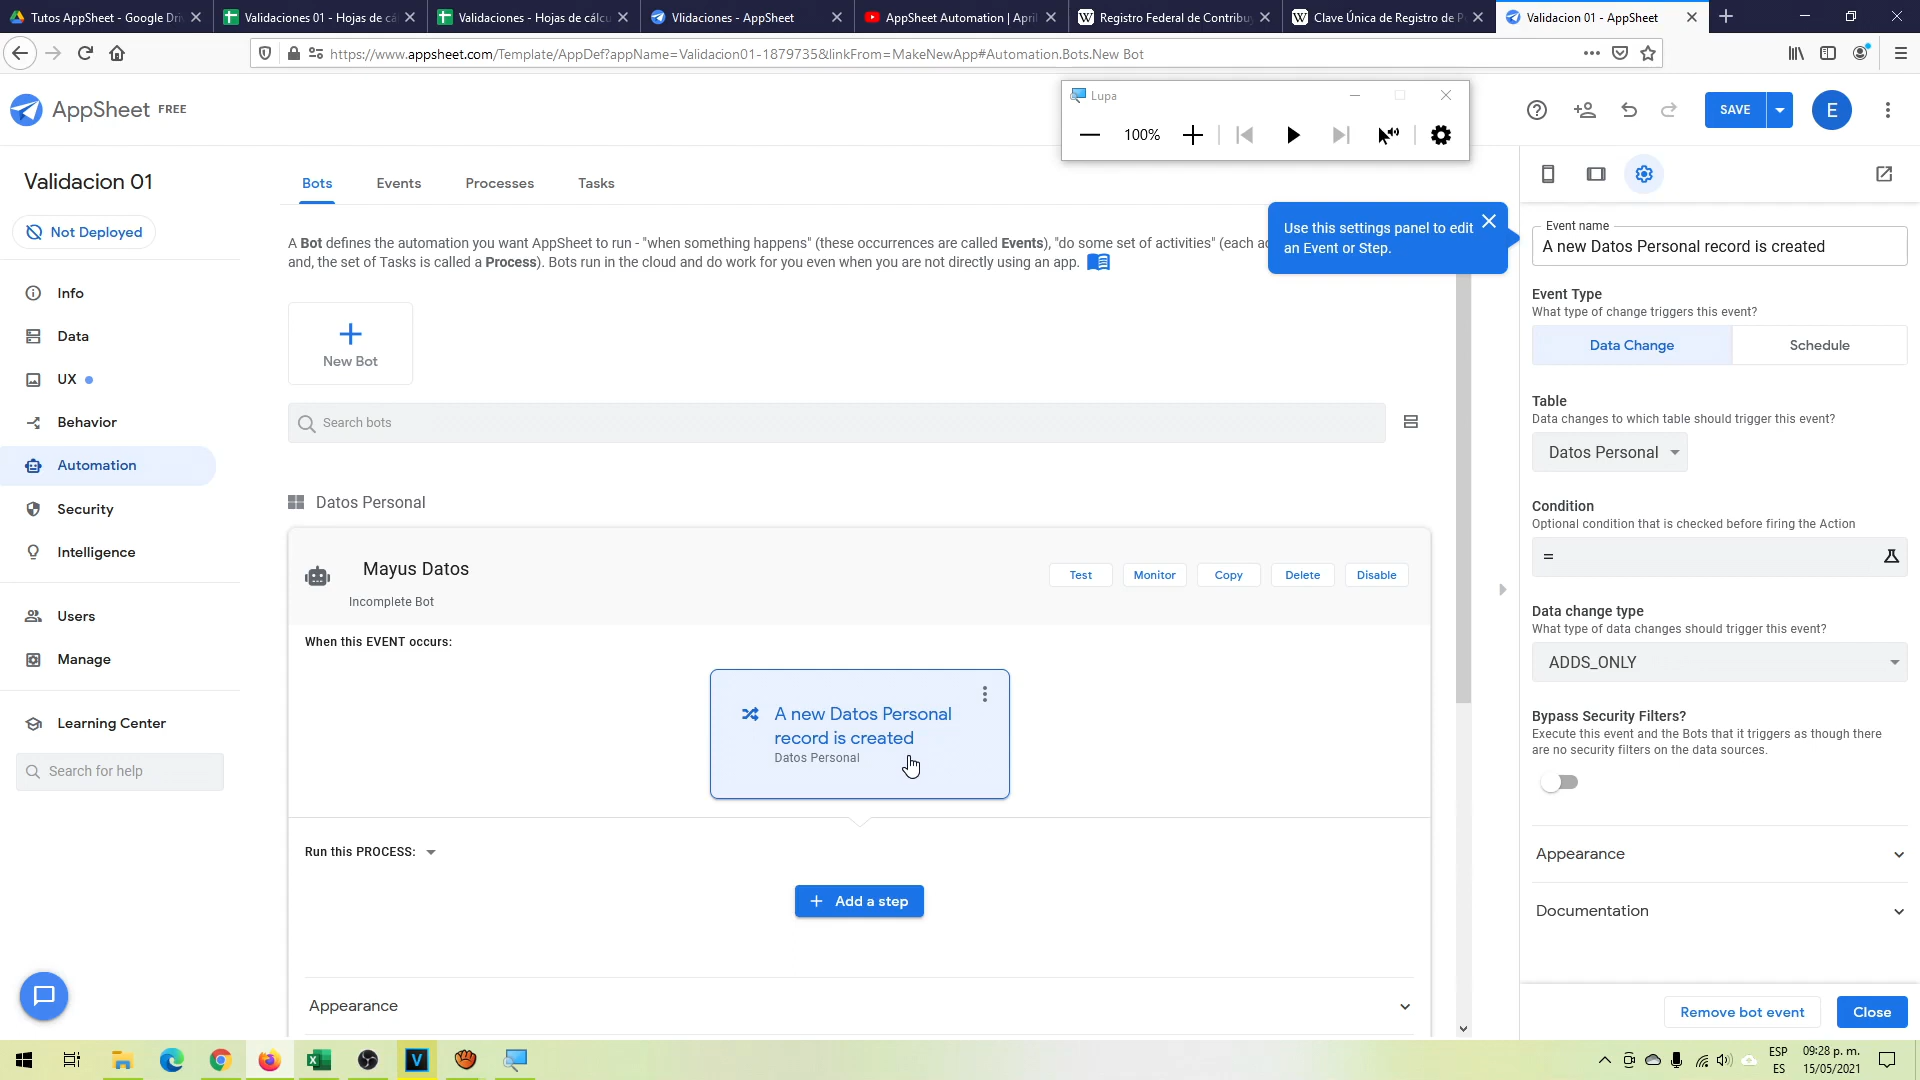 Tutos AppSheet - Google Dri
Validaciones 01 - Hojas de cá
Validaciones - Hojas de cálcu
Vlidaciones - AppSheet
AppSheet Automation | Apri
Registro Federal de Contribu
Clave Única de Registro de P
Validacion 01 - AppSheet
https://www.appsheet.com/Template/AppDef?appName=Validacion01-1879735&linkFrom=MakeNewApp#Automation.Bots.New Bot
AppSheet FREE
Lupa
100%
SAVE
E
Validacion 01
Not Deployed
Info
Data
UX
Behavior
Automation
Security
Intelligence
Users
Manage
Learning Center
Search for help
Bots
Events
Processes
Tasks
A Bot defines the automation you want AppSheet to run - "when something happens" (these occurrences are called Events), "do some set of activities" (each ac
and, the set of Tasks is called a Process). Bots run in the cloud and do work for you even when you are not directly using an app.
New Bot
Search bots
Datos Personal
Mayus Datos
Incomplete Bot
Test
Monitor
Copy
Delete
Disable
When this EVENT occurs:
A new Datos Personal
record is created
Datos Personal
Run this PROCESS:
+ Add a step
Appearance
Use this settings panel to edit
an Event or Step.
Event name
A new Datos Personal record is created
Event Type
What type of change triggers this event?
Data Change
Schedule
Table
Data changes to which table should trigger this event?
Datos Personal
Condition
Optional condition that is checked before firing the Action
=
Data change type
What type of data changes should trigger this event?
ADDS_ONLY
Bypass Security Filters?
Execute this event and the Bots that it triggers as though there
are no security filters on the data sources.
Appearance
Documentation
Remove bot event
Close
ESP
ES
09:28 p. m.
15/05/2021